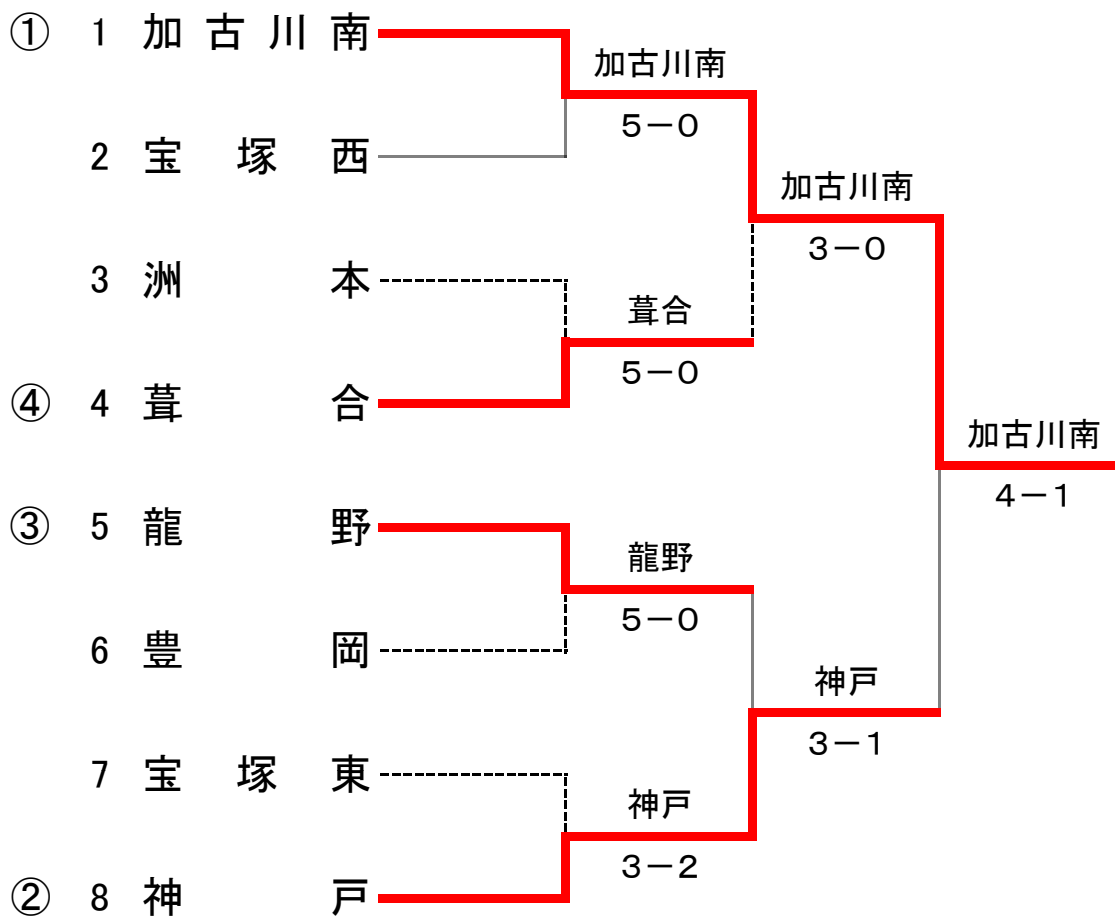 ① 1 加古川南
加古川南
5-0
2 宝塚西
加古川南
3-0
3 洲本
葺合
5-0
④ 4 葺合
加古川南
4-1
③ 5 龍野
龍野
5-0
6 豊岡
神戸
3-1
7 宝塚東
神戸
3-2
② 8 神戸